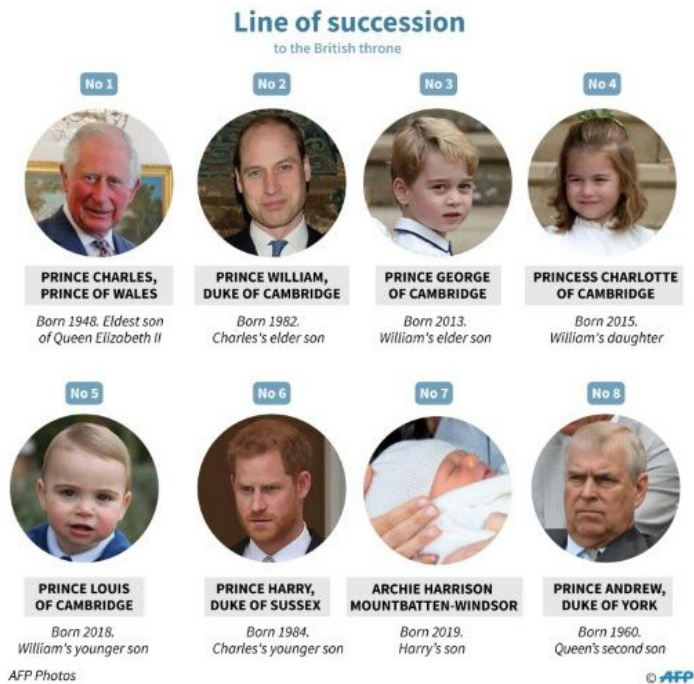 Line of succession
to the British throne
No 1
No 2
No 3
No 4
PRINCE CHARLES,
PRINCE OF WALES
Born 1948. Eldest son
of Queen Elizabeth II
PRINCE WILLIAM,
DUKE OF CAMBRIDGE
Born 1982.
Charles's elder son
PRINCE GEORGE
OF CAMBRIDGE
Born 2013.
William's elder son
PRINCESS CHARLOTTE
OF CAMBRIDGE
Born 2015.
William's daughter
No 5
No 6
No 7
No 8
PRINCE LOUIS
OF CAMBRIDGE
Born 2018.
William's younger son
PRINCE HARRY,
DUKE OF SUSSEX
Born 1984.
Charles's younger son
ARCHIE HARRISON
MOUNTBATTEN-WINDSOR
Born 2019.
Harry's son
PRINCE ANDREW,
DUKE OF YORK
Born 1960.
Queen's second son
AFP Photos
© AFP